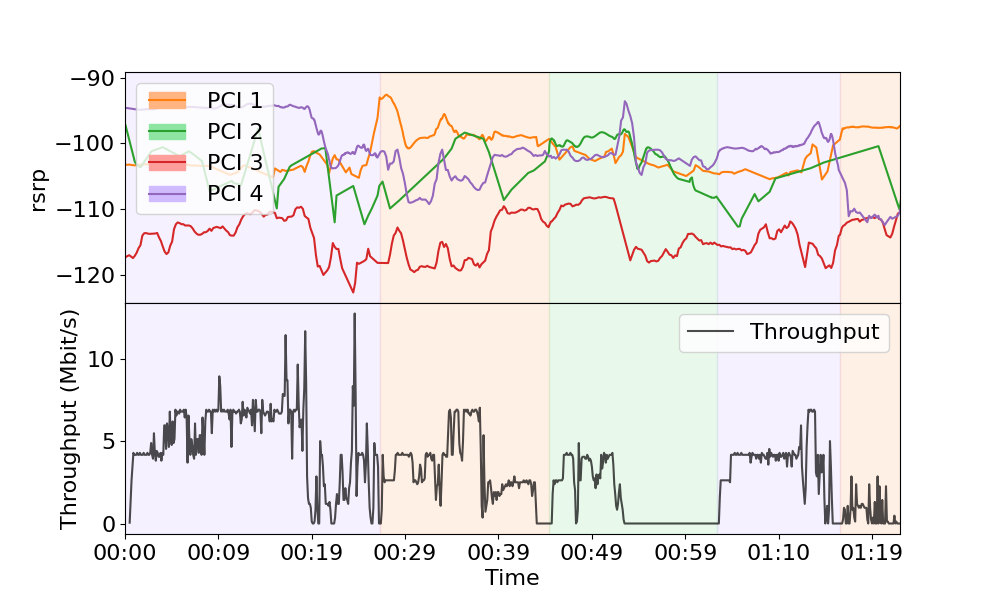 −90
−100
−110
−120
rsrp
PCI 1
PCI 2
PCI 3
PCI 4
10
5
0
Throughput (Mbit/s)
Throughput
00:00 00:09 00:19 00:29 00:39 00:49 00:59 01:10 01:19
Time